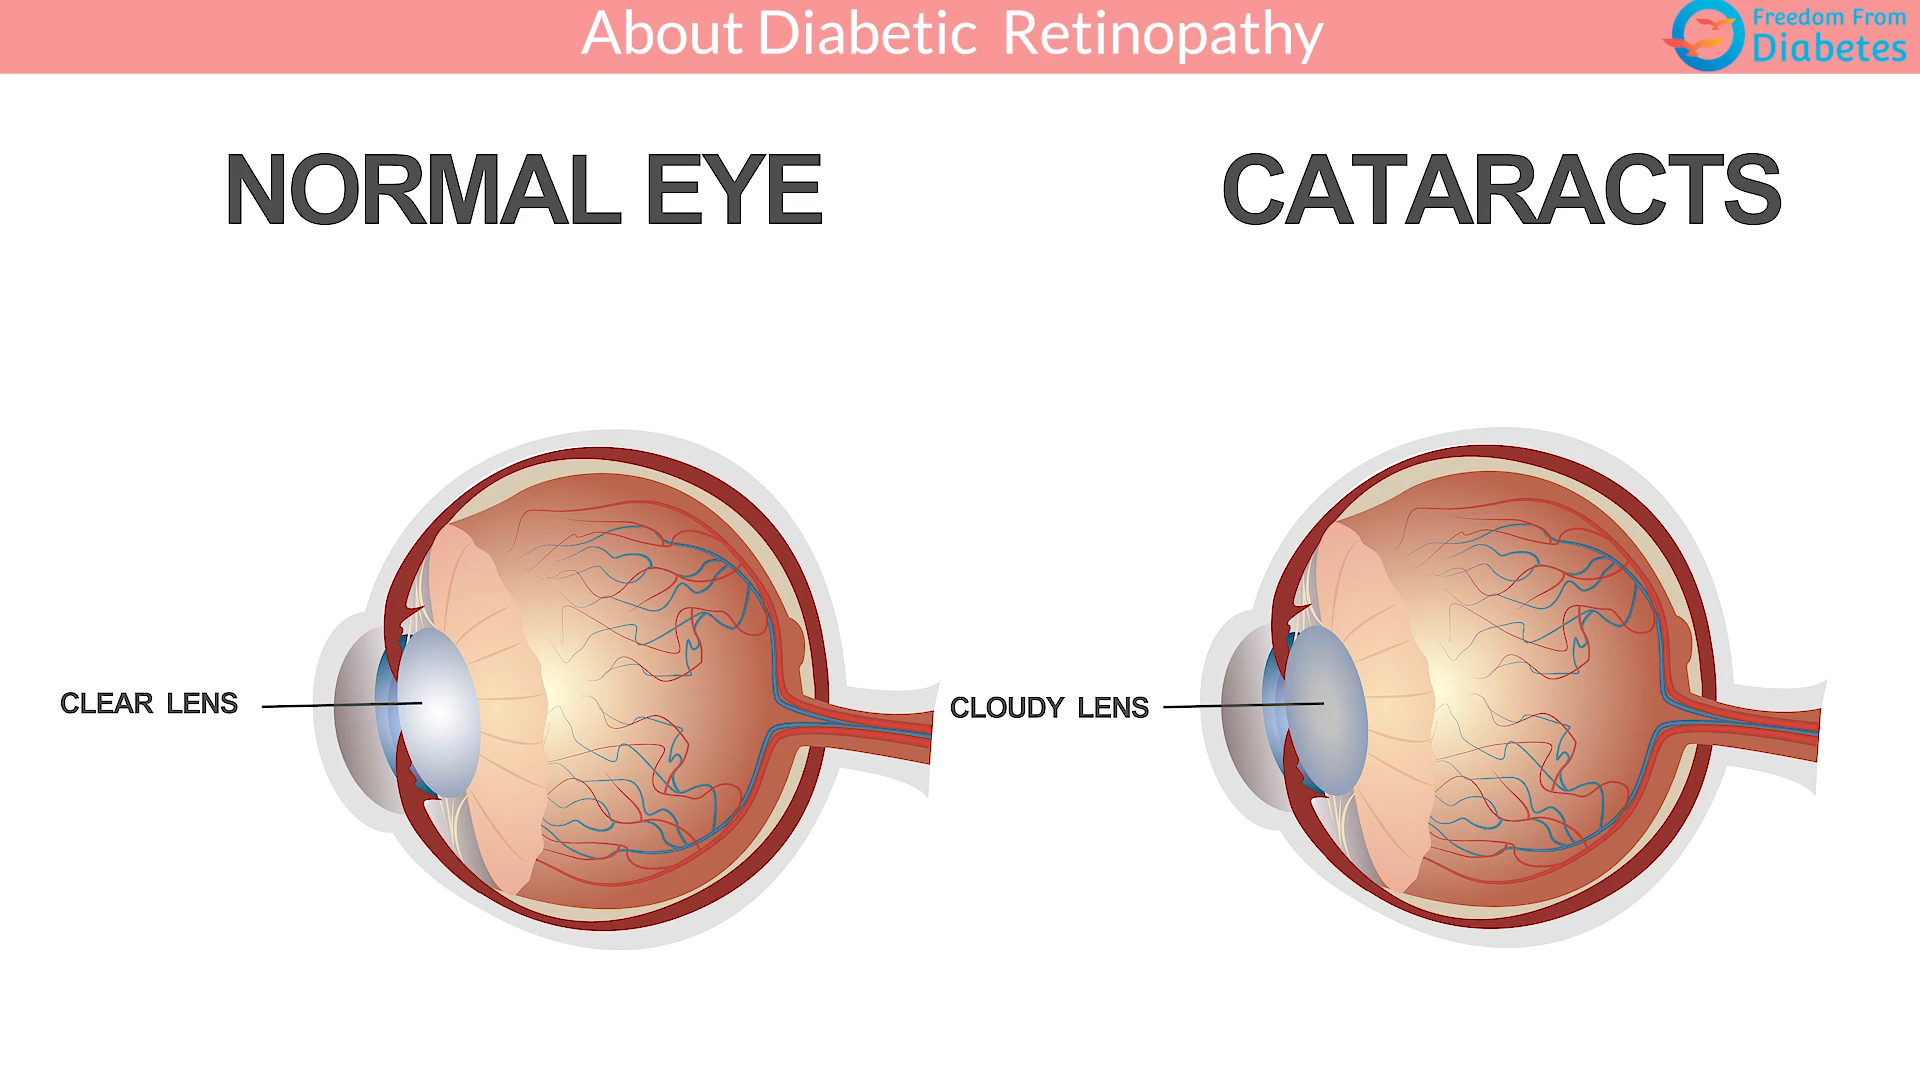 About Diabetic Retinopathy
Freedom From
Diabetes
NORMAL EYE
CATARACTS
CLEAR LENS
CLOUDY LENS